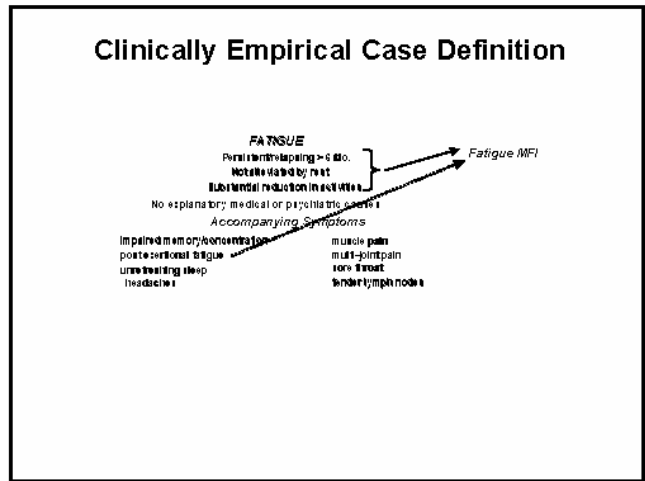 Clinically Empirical Case Definition
FATIGUE
Persistent/relapsing > 6 mo.
Fatigue MFI
Not alleviated by rest
Substantial reduction in activities
No explanatory medical or psychiatric causes
Accompanying Symptoms
impaired memory/concentration
postexertional fatigue
unrefreshing sleep
headaches
muscle pain
multi-joint pain
sore throat
tender lymph nodes